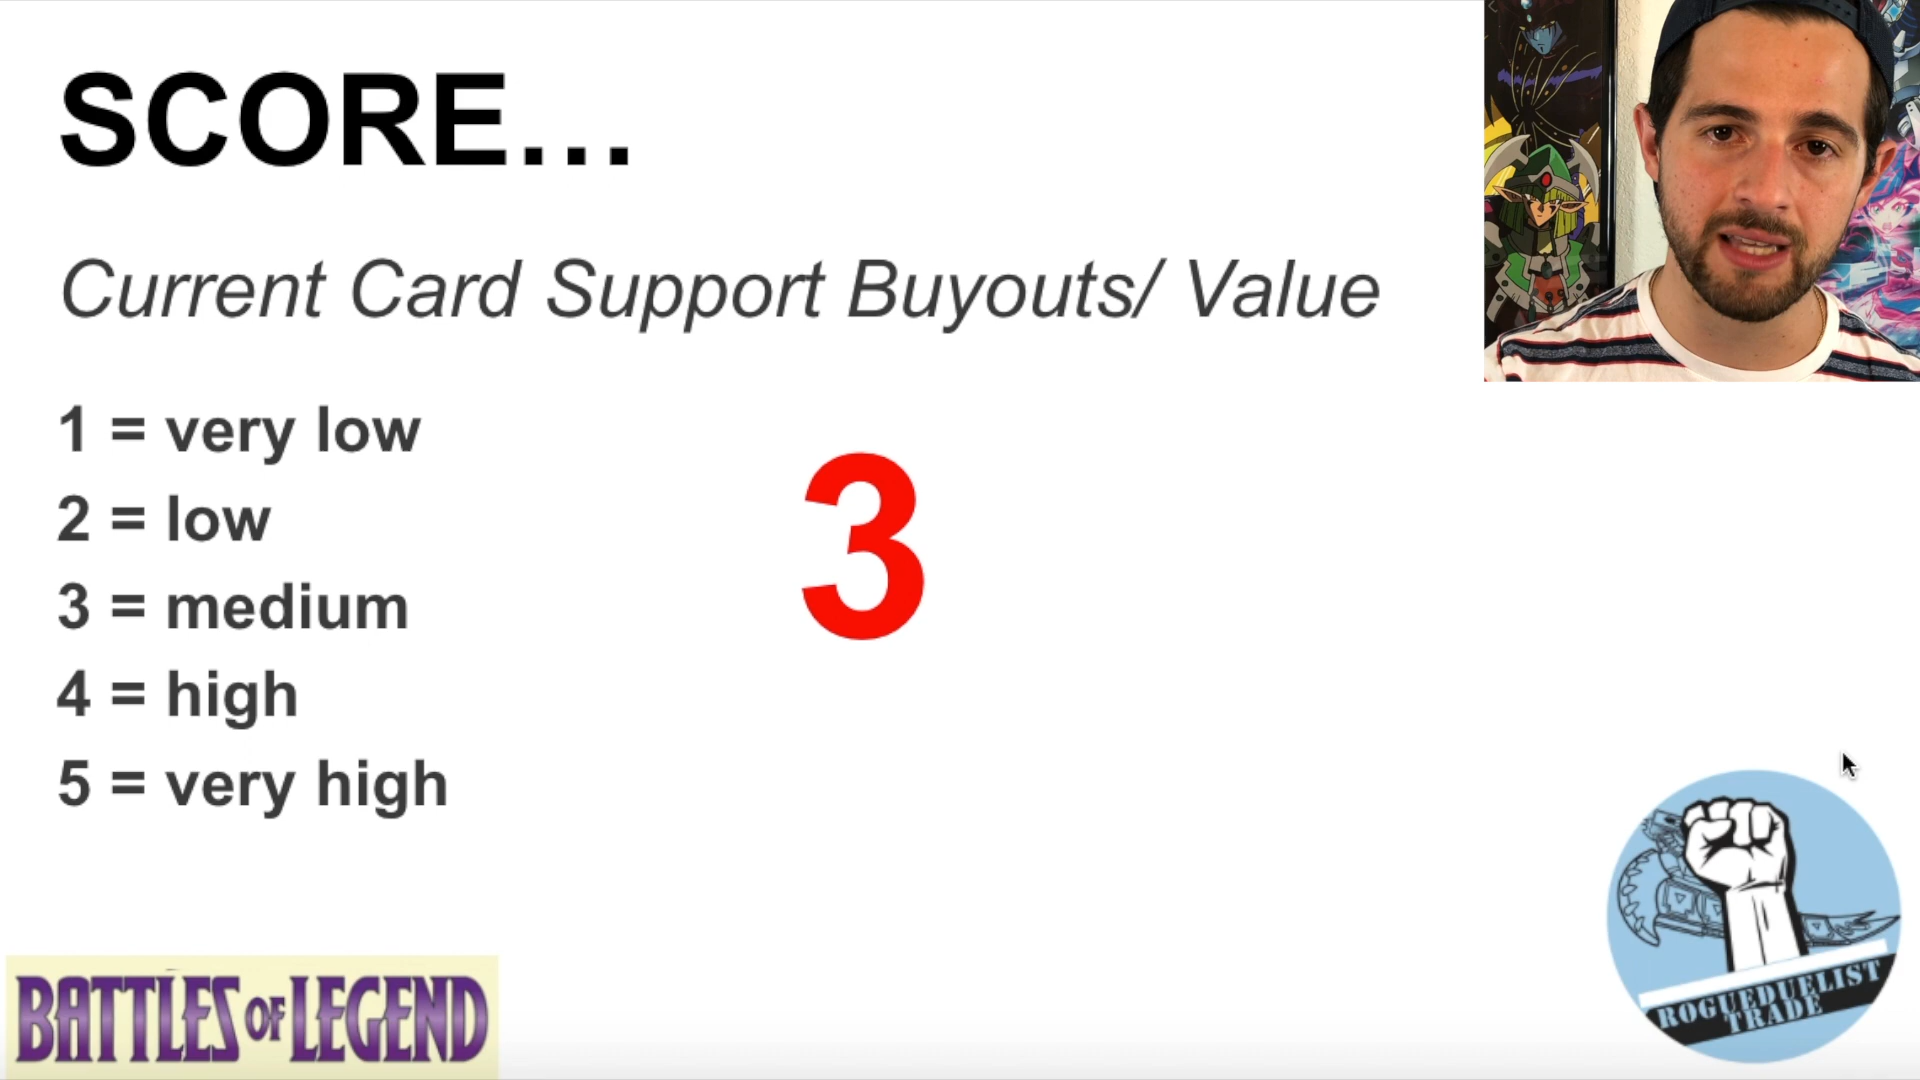 SCORE...
Current Card Support Buyouts/ Value
1 = very low
2 = low
3 = medium
4 = high
5 = very high
3
BATTLES OF LEGEND
ROGUEDUELIST
TRADE